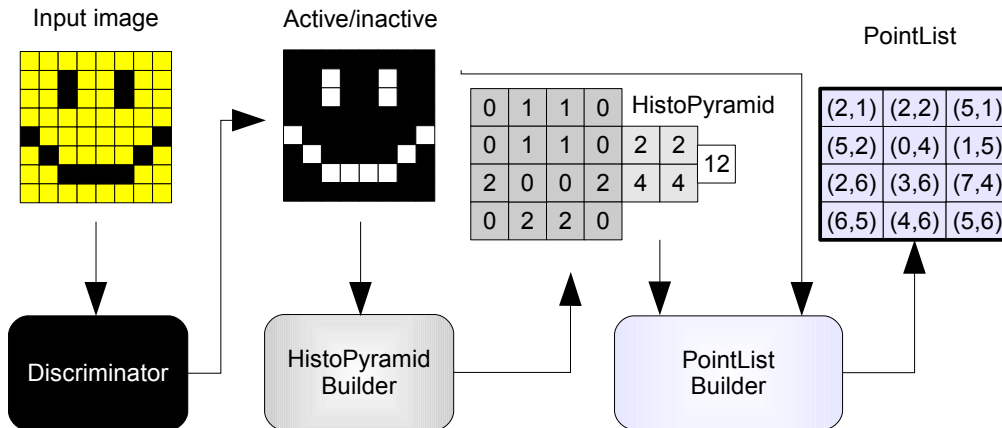 Input image
Active/inactive
PointList
HistoPyramid
0 1 1 0
0 1 1 0 2 2
12
2 0 0 2 4 4
0 2 2 0
(2,1) (2,2) (5,1)
(5,2) (0,4) (1,5)
(2,6) (3,6) (7,4)
(6,5) (4,6) (5,6)
Discriminator
HistoPyramid
Builder
PointList
Builder